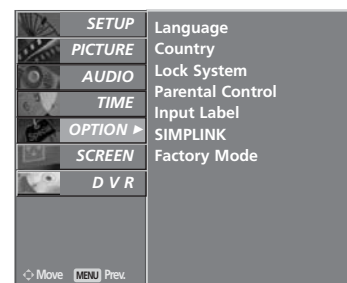 SETUP
PICTURE
AUDIO
TIME
OPTION ►
SCREEN
D V R
Language
Country
Lock System
Parental Control
Input Label
SIMPLINK
Factory Mode
Move MENU Prev.